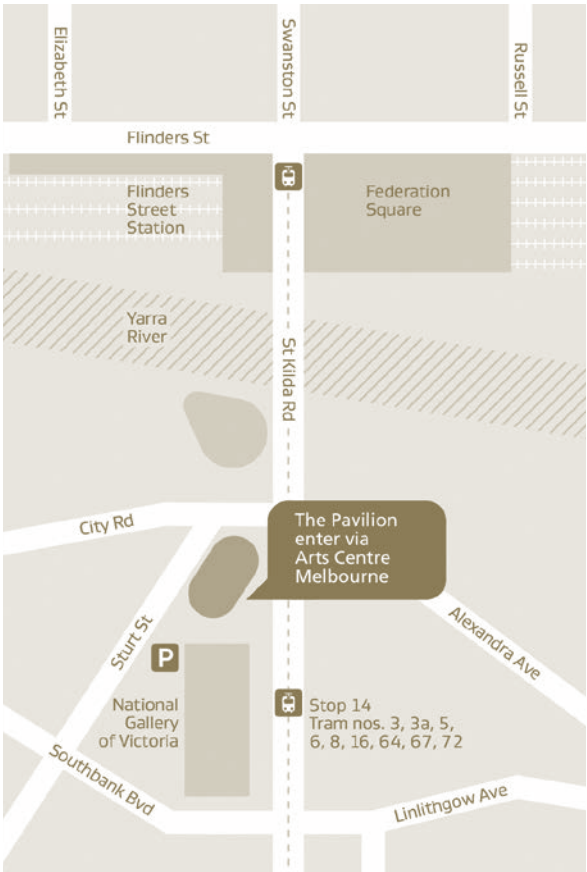 Elizabeth St
Swanston St
Russell St
Flinders St
Flinders
Street
Station
Federation
Square
Yarra
River
St Kilda Rd
City Rd
The Pavilion
enter via
Arts Centre
Melbourne
Sturt St
Alexandra Ave
P
National
Gallery
of Victoria
Stop 14
Tram nos. 3, 3a, 5,
6, 8, 16, 64, 67, 72
Southbank Bvd
Linlithgow Ave